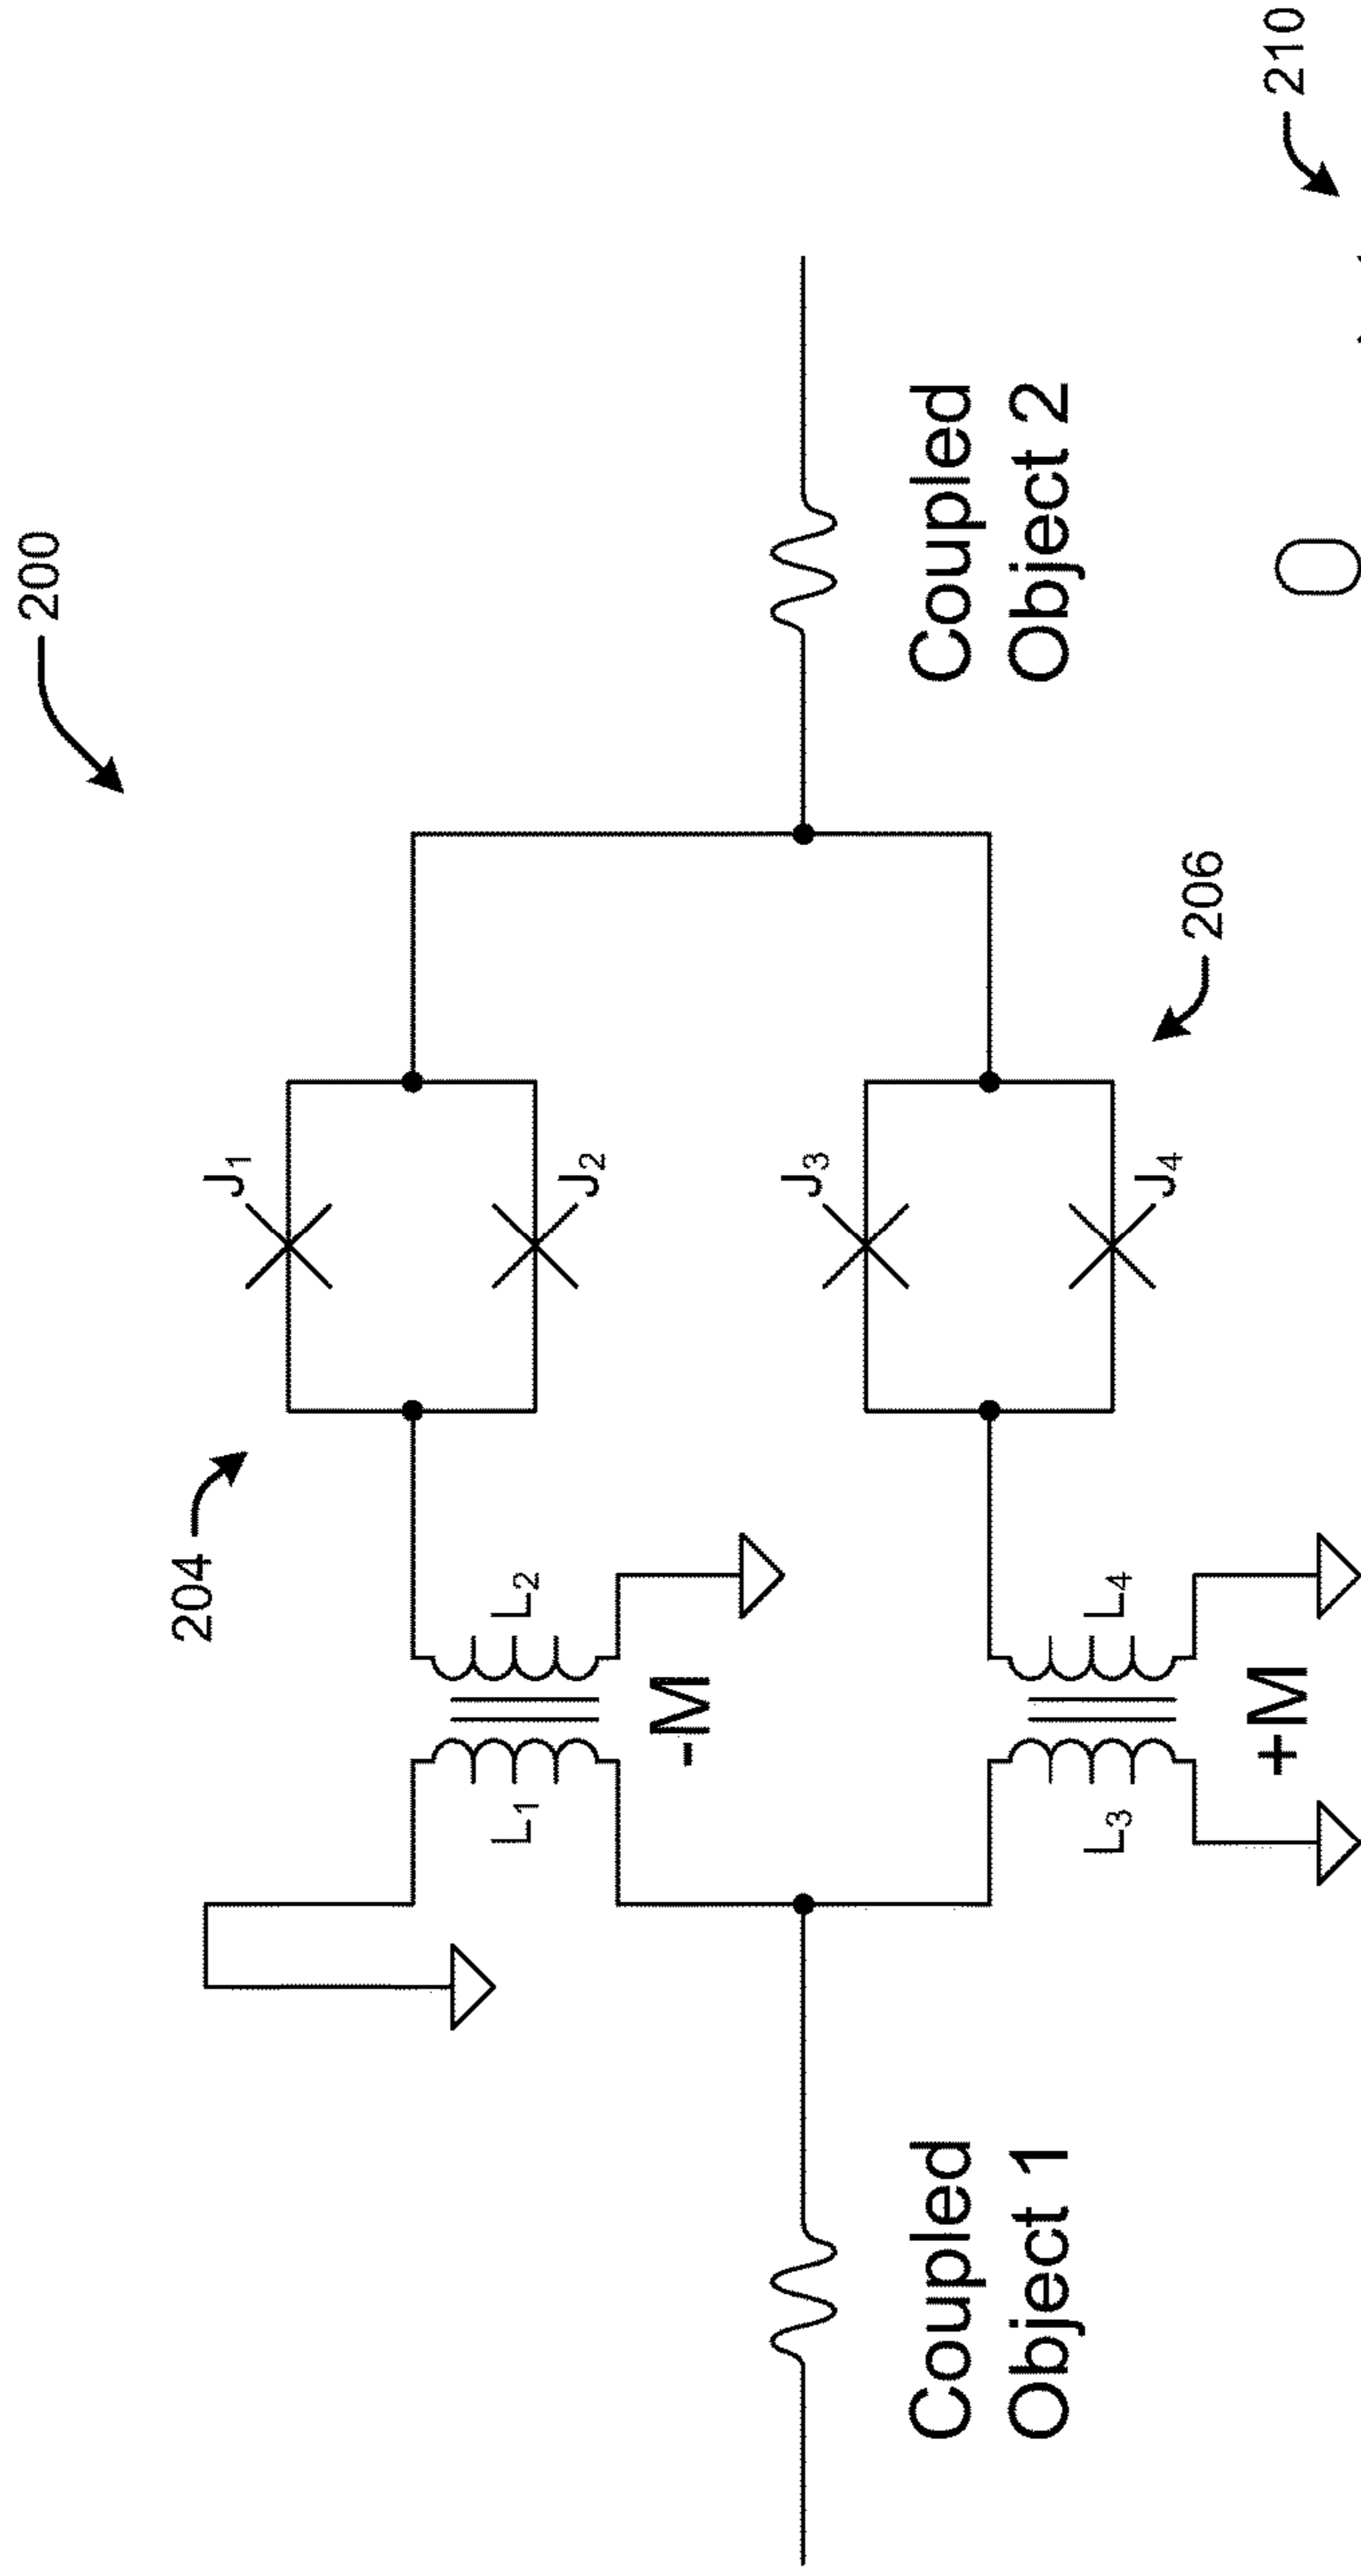 200
204
J₁
J₂
L₁
L₂
-M
Coupled
Object 1
Coupled
Object 2
J₃
J₄
206
L₃
L₄
+M
210